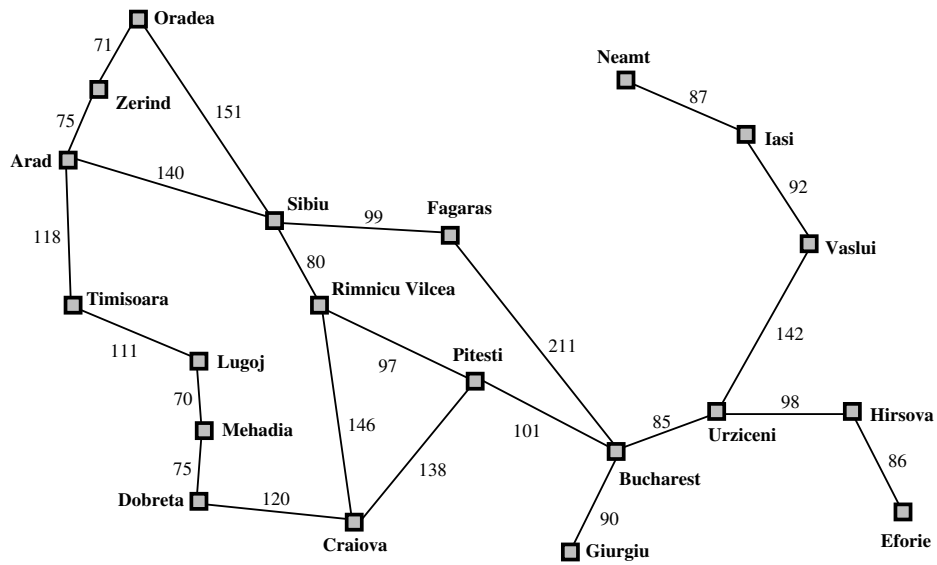 Oradea
71
Neamt
Zerind
87
151
75
Iasi
Arad
140
92
Sibiu
Fagaras
99
118
Vaslui
80
Timisoara
Rimnicu Vilcea
142
111
Lugoj
97
Pitesti
211
70
98
Hirsova
Mehadia
146
101
85
Urziceni
75
138
Bucharest
86
Dobreta
120
90
Craiova
Eforie
Giurgiu